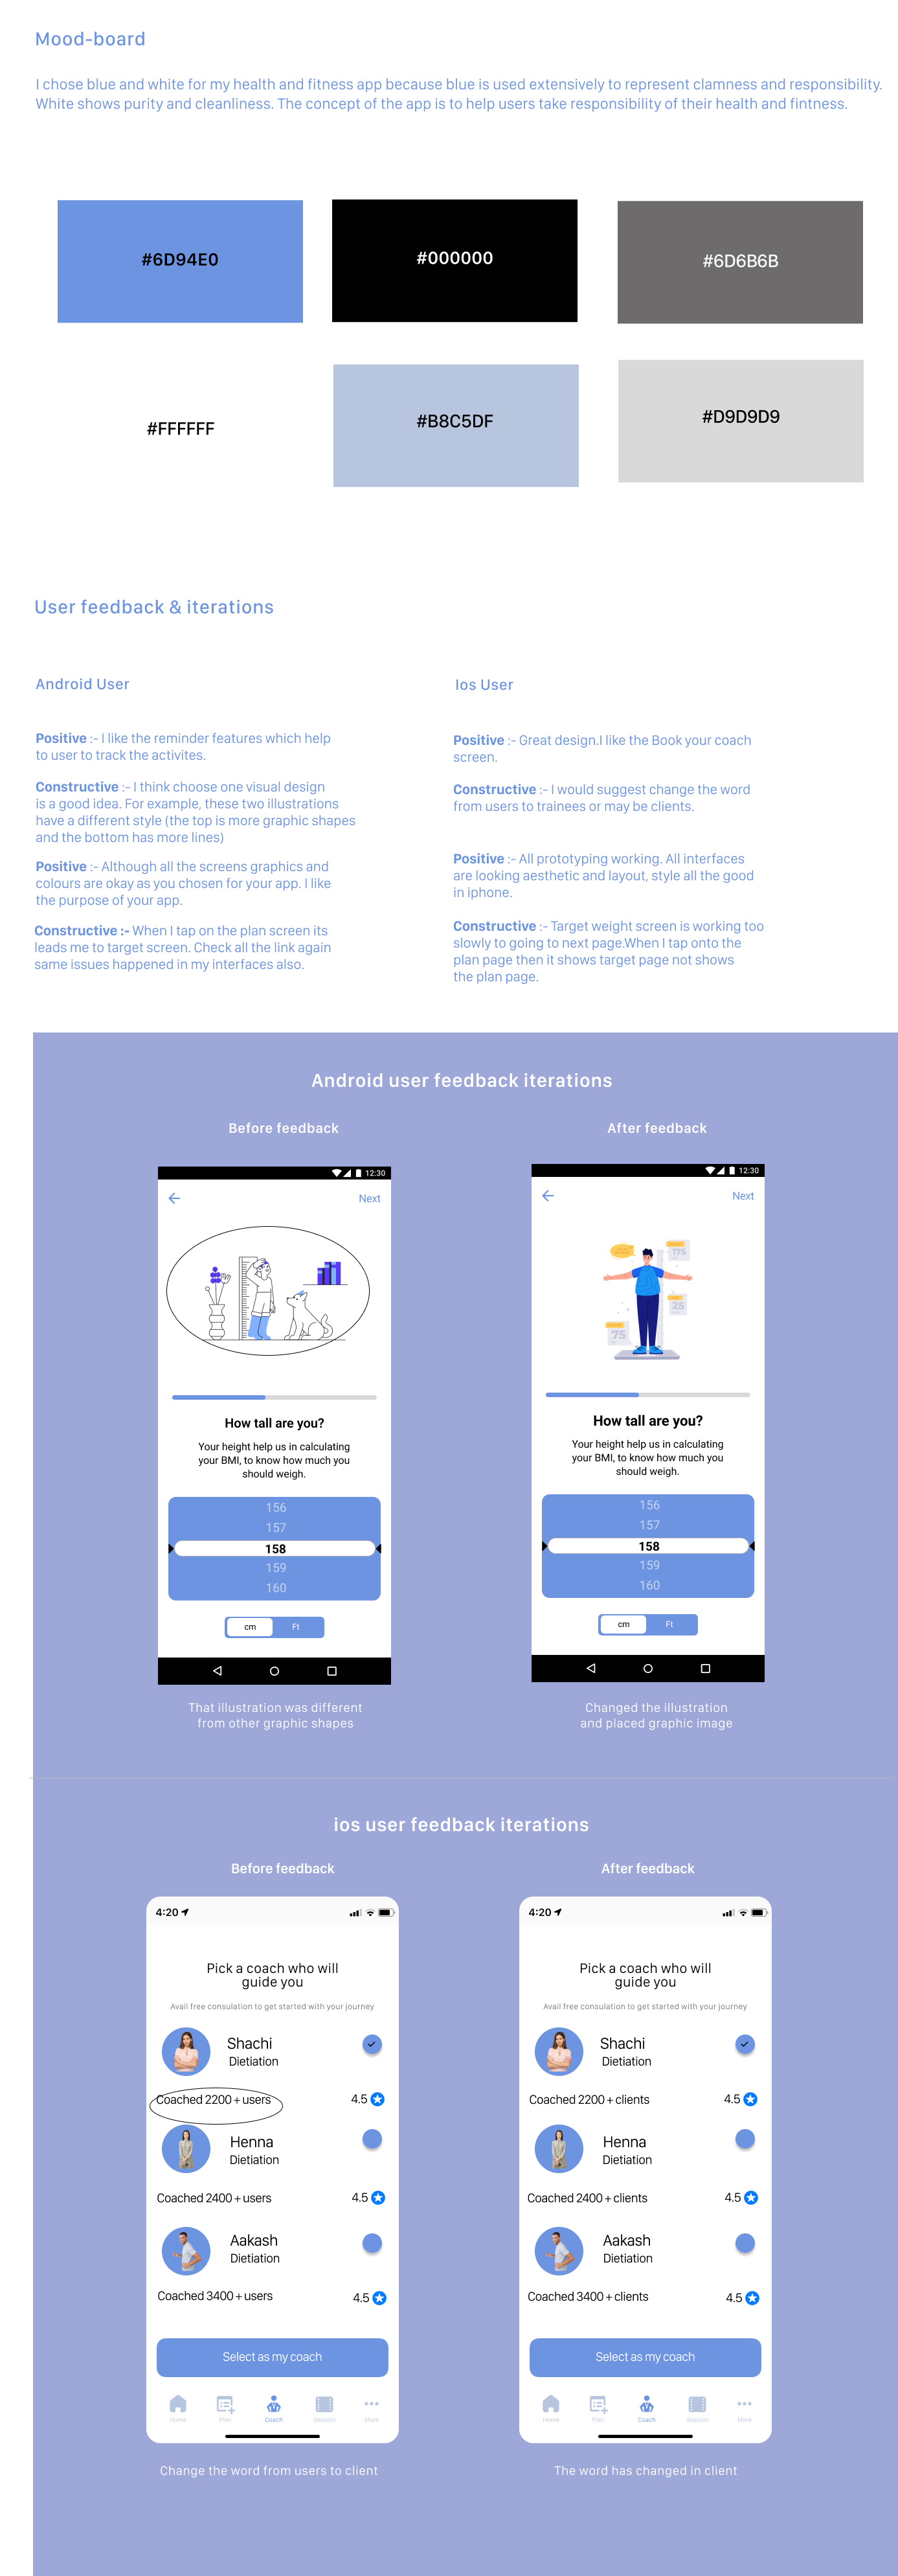 Mood-board
I chose blue and white for my health and fitness app because blue is used extensively to represent clamness and responsibility.
White shows purity and cleanliness. The concept of the app is to help users take responsibility of their health and fintness.
#6D94E0
#000000
#6D6B6B
#FFFFFF
#B8C5DF
#D9D9D9
User feedback & iterations
Android User
Positive :- I like the reminder features which help
to user to track the activites.
Constructive :- I think choose one visual design
is a good idea. For example, these two illustrations
have a different style (the top is more graphic shapes
and the bottom has more lines)
Positive :- Although all the screens graphics and
colours are okay as you chosen for your app. I like
the purpose of your app.
Constructive :- When I tap on the plan screen its
leads me to target screen. Check all the link again
same issues happened in my interfaces also.
Ios User
Positive :- Great design.I like the Book your coach
screen.
Constructive :- I would suggest change the word
from users to trainees or may be clients.
Positive :- All prototyping working. All interfaces
are looking aesthetic and layout, style all the good
in iphone.
Constructive :- Target weight screen is working too
slowly to going to next page.When I tap onto the
plan page then it shows target page not shows
the plan page.
Android user feedback iterations
Before feedback
12:30
Next
How tall are you?
Your height help us in calculating
your BMI, to know how much you
should weigh.
156
157
158
159
160
cm
Ft
That illustration was different
from other graphic shapes
After feedback
12:30
Next
175
25
75
How tall are you?
Your height help us in calculating
your BMI, to know how much you
should weigh.
156
157
158
159
160
cm
Ft
Changed the illustration
and placed graphic image
ios user feedback iterations
Before feedback
4:20
Pick a coach who will
guide you
Avail free consulation to get started with your journey
Shachi
Dietiation
Coached 2200 + users
4.5
Henna
Dietiation
Coached 2400 + users
4.5
Aakash
Dietiation
Coached 3400 + users
4.5
Select as my coach
Home
Plan
Coach
Session
More
Change the word from users to client
After feedback
4:20
Pick a coach who will
guide you
Avail free consulation to get started with your journey
Shachi
Dietiation
Coached 2200 + clients
4.5
Henna
Dietiation
Coached 2400 + clients
4.5
Aakash
Dietiation
Coached 3400 + clients
4.5
Select as my coach
Home
Plan
Coach
Session
More
The word has changed in client